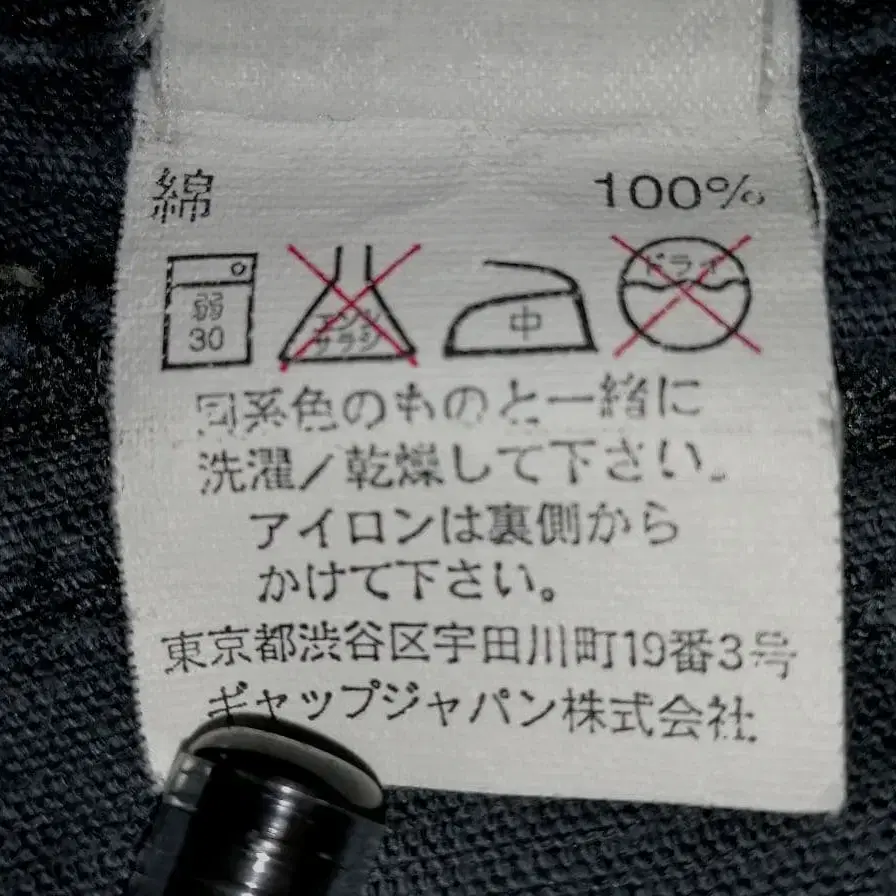 綿 100%
弱 30 エンソ サラシ 中 ドライ
同系色のものと一緒に
洗濯/乾燥して下さい。
アイロンは裏側から
かけて下さい。
東京都渋谷区宇田川町19番3号
ギャップジャパン株式会社